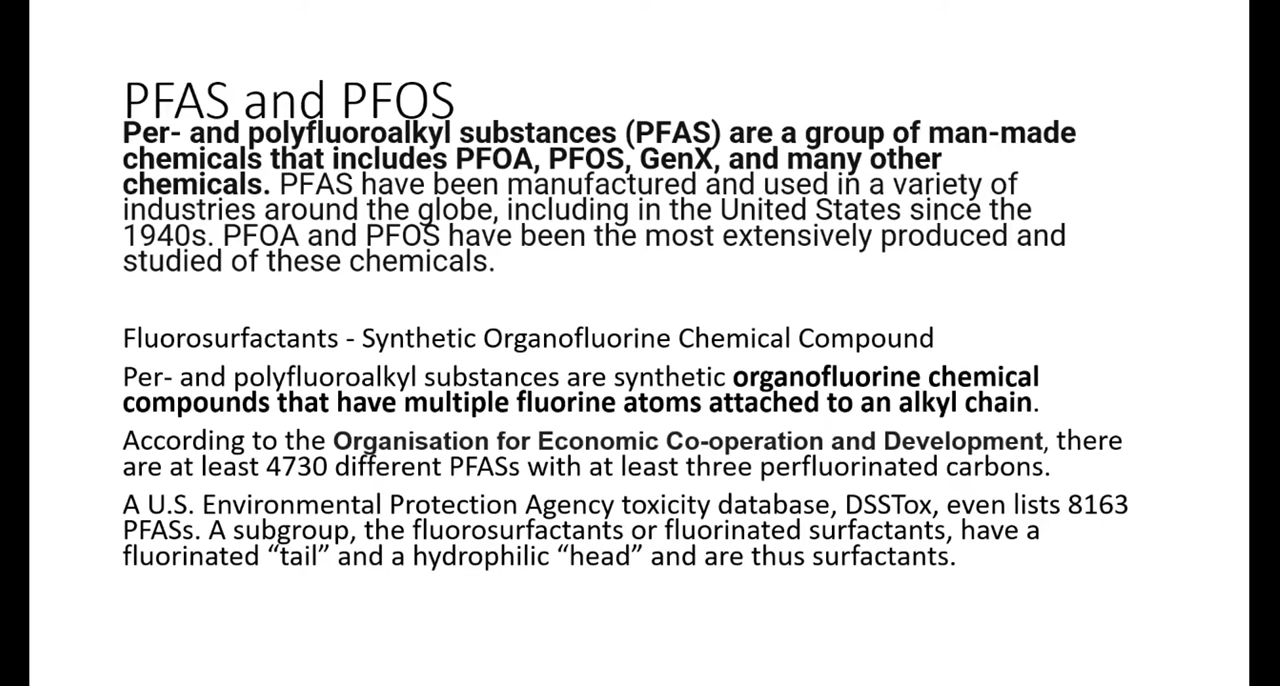 PFAS and PFOS
Per- and polyfluoroalkyl substances (PFAS) are a group of man-made
chemicals that includes PFOA, PFOS, GenX, and many other
chemicals. PFAS have been manufactured and used in a variety of
industries around the globe, including in the United States since the
1940s. PFOA and PFOS have been the most extensively produced and
studied of these chemicals.
Fluorosurfactants - Synthetic Organofluorine Chemical Compound
Per- and polyfluoroalkyl substances are synthetic organofluorine chemical
compounds that have multiple fluorine atoms attached to an alkyl chain.
According to the Organisation for Economic Co-operation and Development, there
are at least 4730 different PFASs with at least three perfluorinated carbons.
A U.S. Environmental Protection Agency toxicity database, DSSTox, even lists 8163
PFASs. A subgroup, the fluorosurfactants or fluorinated surfactants, have a
fluorinated “tail” and a hydrophilic “head” and are thus surfactants.